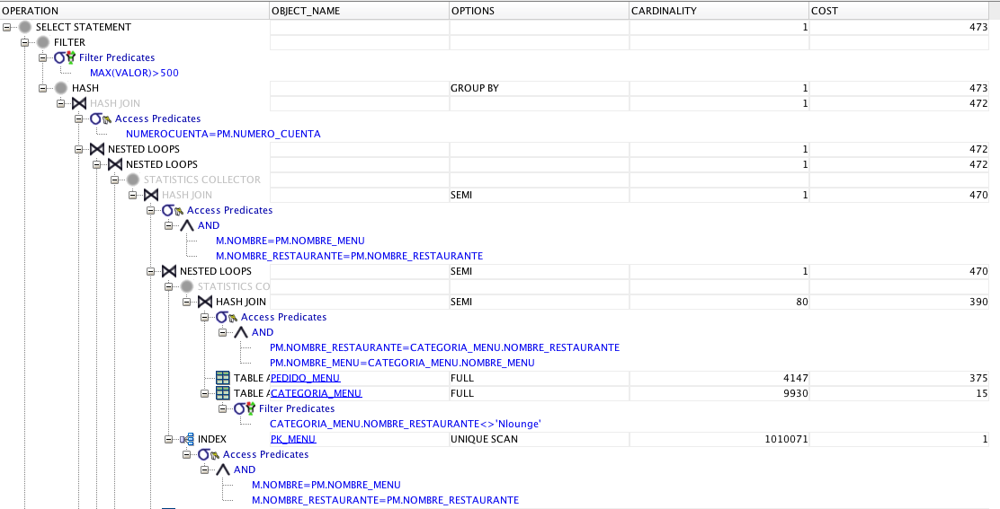 OPERATION OBJECT_NAME OPTIONS CARDINALITY COST
SELECT STATEMENT 1 473
FILTER
Filter Predicates
MAX(VALOR)>500
HASH GROUP BY 1 473
HASH JOIN 1 472
Access Predicates
NUMEROCUENTA=PM.NUMERO_CUENTA
NESTED LOOPS 1 472
NESTED LOOPS 1 472
STATISTICS COLLECTOR
HASH JOIN SEMI 1 470
Access Predicates
AND
M.NOMBRE=PM.NOMBRE_MENU
M.NOMBRE_RESTAURANTE=PM.NOMBRE_RESTAURANTE
NESTED LOOPS SEMI 1 470
STATISTICS CO
HASH JOIN SEMI 80 390
Access Predicates
AND
PM.NOMBRE_RESTAURANTE=CATEGORIA_MENU.NOMBRE_RESTAURANTE
PM.NOMBRE_MENU=CATEGORIA_MENU.NOMBRE_MENU
TABLE A PEDIDO_MENU FULL 4147 375
TABLE A CATEGORIA_MENU FULL 9930 15
Filter Predicates
CATEGORIA_MENU.NOMBRE_RESTAURANTE<>'Nlounge'
INDEX PK_MENU UNIQUE SCAN 1010071 1
Access Predicates
AND
M.NOMBRE=PM.NOMBRE_MENU
M.NOMBRE_RESTAURANTE=PM.NOMBRE_RESTAURANTE